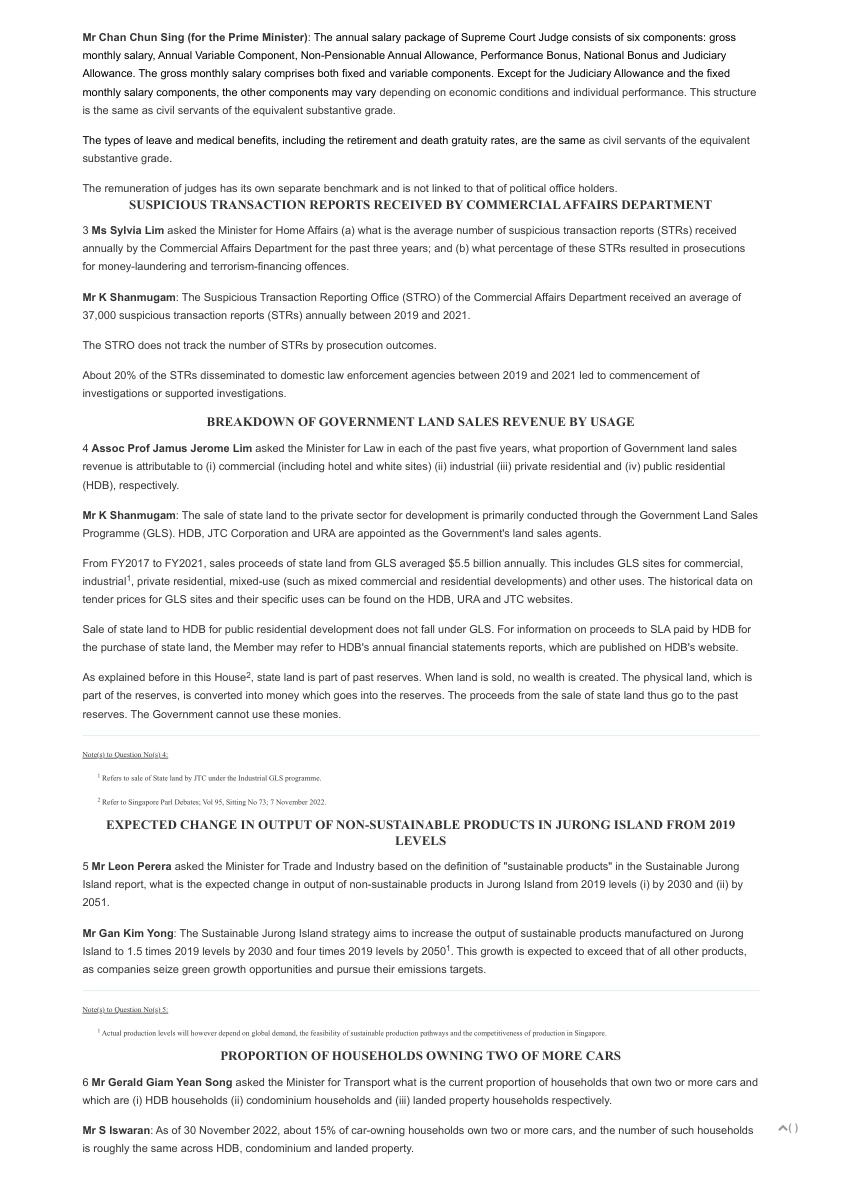 Mr Chan Chun Sing (for the Prime Minister): The annual salary package of Supreme Court Judge consists of six components: gross
monthly salary, Annual Variable Component, Non-Pensionable Annual Allowance, Performance Bonus, National Bonus and Judiciary
Allowance. The gross monthly salary comprises both fixed and variable components. Except for the Judiciary Allowance and the fixed
monthly salary components, the other components may vary depending on economic conditions and individual performance. This structure
is the same as civil servants of the equivalent substantive grade.
The types of leave and medical benefits, including the retirement and death gratuity rates, are the same as civil servants of the equivalent
substantive grade.
The remuneration of judges has its own separate benchmark and is not linked to that of political office holders.
SUSPICIOUS TRANSACTION REPORTS RECEIVED BY COMMERCIAL AFFAIRS DEPARTMENT
3 Ms Sylvia Lim asked the Minister for Home Affairs (a) what is the average number of suspicious transaction reports (STRs) received
annually by the Commercial Affairs Department for the past three years; and (b) what percentage of these STRs resulted in prosecutions
for money-laundering and terrorism-financing offences.
Mr K Shanmugam: The Suspicious Transaction Reporting Office (STRO) of the Commercial Affairs Department received an average of
37,000 suspicious transaction reports (STRs) annually between 2019 and 2021.
The STRO does not track the number of STRs by prosecution outcomes.
About 20% of the STRs disseminated to domestic law enforcement agencies between 2019 and 2021 led to commencement of
investigations or supported investigations.
BREAKDOWN OF GOVERNMENT LAND SALES REVENUE BY USAGE
4 Assoc Prof Jamus Jerome Lim asked the Minister for Law in each of the past five years, what proportion of Government land sales
revenue is attributable to (i) commercial (including hotel and white sites) (ii) industrial (iii) private residential and (iv) public residential
(HDB), respectively.
Mr K Shanmugam: The sale of state land to the private sector for development is primarily conducted through the Government Land Sales
Programme (GLS). HDB, JTC Corporation and URA are appointed as the Government's land sales agents.
From FY2017 to FY2021, sales proceeds of state land from GLS averaged $5.5 billion annually. This includes GLS sites for commercial,
industrial1, private residential, mixed-use (such as mixed commercial and residential developments) and other uses. The historical data on
tender prices for GLS sites and their specific uses can be found on the HDB, URA and JTC websites.
Sale of state land to HDB for public residential development does not fall under GLS. For information on proceeds to SLA paid by HDB for
the purchase of state land, the Member may refer to HDB's annual financial statements reports, which are published on HDB's website.
As explained before in this House2, state land is part of past reserves. When land is sold, no wealth is created. The physical land, which is
part of the reserves, is converted into money which goes into the reserves. The proceeds from the sale of state land thus go to the past
reserves. The Government cannot use these monies.
Note(s) to Question No(s) 4:
1 Refers to sale of State land by JTC under the Industrial GLS programme.
2 Refer to Singapore Parl Debates; Vol 95, Sitting No 73; 7 November 2022.
EXPECTED CHANGE IN OUTPUT OF NON-SUSTAINABLE PRODUCTS IN JURONG ISLAND FROM 2019
LEVELS
5 Mr Leon Perera asked the Minister for Trade and Industry based on the definition of "sustainable products" in the Sustainable Jurong
Island report, what is the expected change in output of non-sustainable products in Jurong Island from 2019 levels (i) by 2030 and (ii) by
2051.
Mr Gan Kim Yong: The Sustainable Jurong Island strategy aims to increase the output of sustainable products manufactured on Jurong
Island to 1.5 times 2019 levels by 2030 and four times 2019 levels by 20501. This growth is expected to exceed that of all other products,
as companies seize green growth opportunities and pursue their emissions targets.
Note(s) to Question No(s) 5:
1 Actual production levels will however depend on global demand, the feasibility of sustainable production pathways and the competitiveness of production in Singapore.
PROPORTION OF HOUSEHOLDS OWNING TWO OF MORE CARS
6 Mr Gerald Giam Yean Song asked the Minister for Transport what is the current proportion of households that own two or more cars and
which are (i) HDB households (ii) condominium households and (iii) landed property households respectively.
Mr S Iswaran: As of 30 November 2022, about 15% of car-owning households own two or more cars, and the number of such households
is roughly the same across HDB, condominium and landed property.
( )